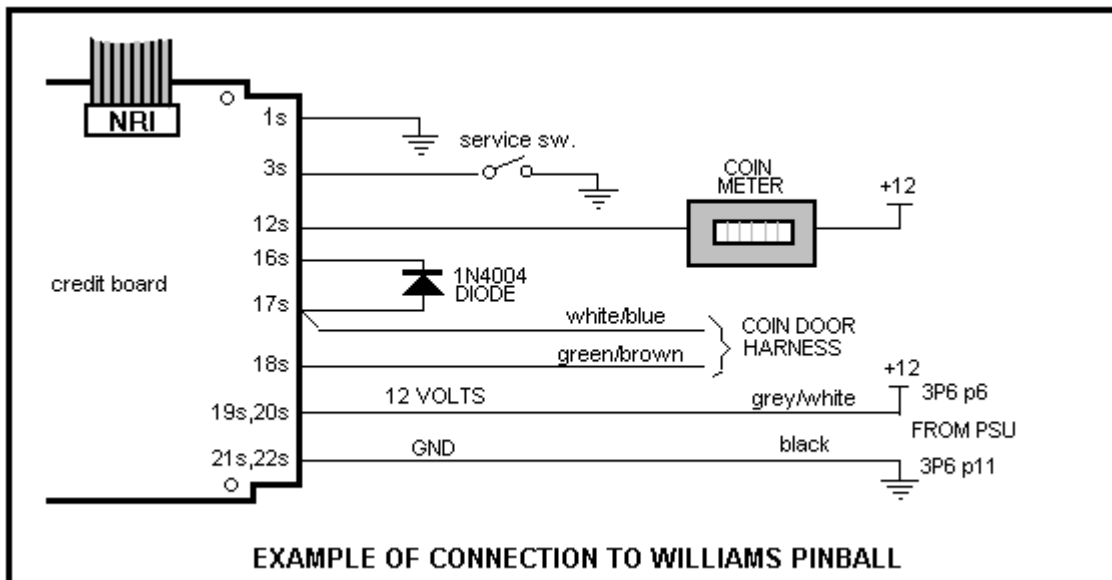 NRI
1s
service sw.
3s
COIN
METER
+12
12s
16s
credit board
1N4004
DIODE
17s
white/blue
COIN DOOR
HARNESS
18s
green/brown
+12
12 VOLTS
grey/white
3P6 p6
19s,20s
FROM PSU
21s,22s
GND
black
3P6 p11
EXAMPLE OF CONNECTION TO WILLIAMS PINBALL